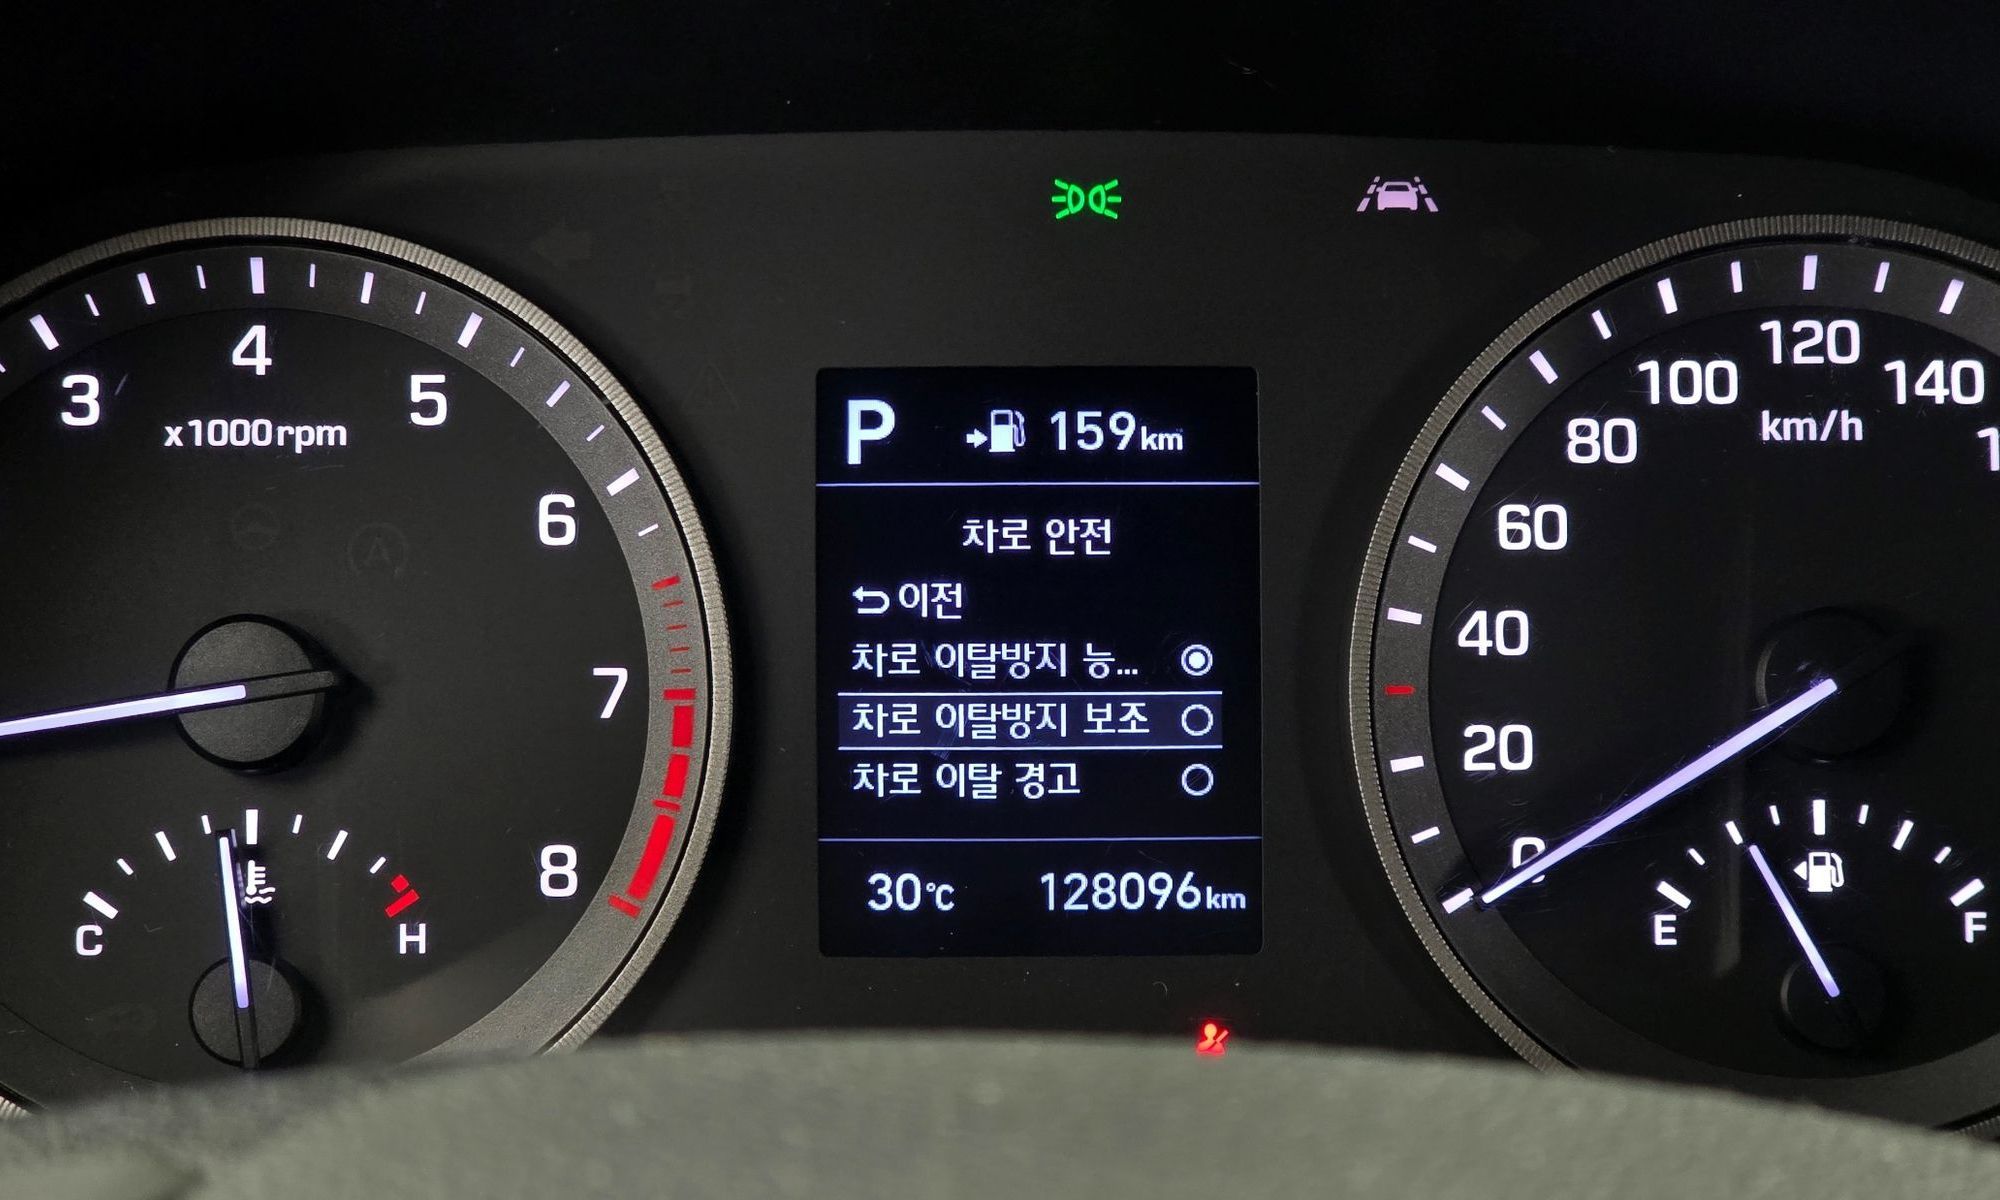 3
4
5
x1000rpm
6
7
8
C
H
P 159km
차로 안전
이전
차로 이탈방지 능...
차로 이탈방지 보조
차로 이탈 경고
30℃ 128096km
0
20
40
60
80
100
120
140
km/h
E
F